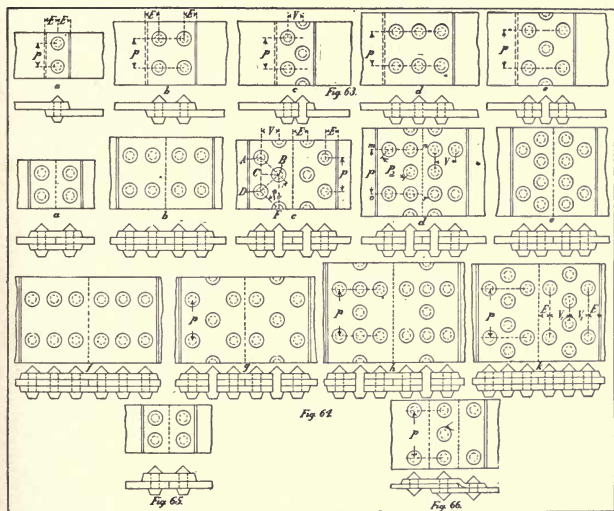 E E
P
a
E E
P
b
V
P
c
Fig. 63.
P
d
P
e
a
b
V E E
A B
C
D
P
F
c
m n
P
V
o
d
e
P
f
P
g
P
h
P
E V V E
k
Fig. 64.
Fig. 65.
P
Fig. 66.